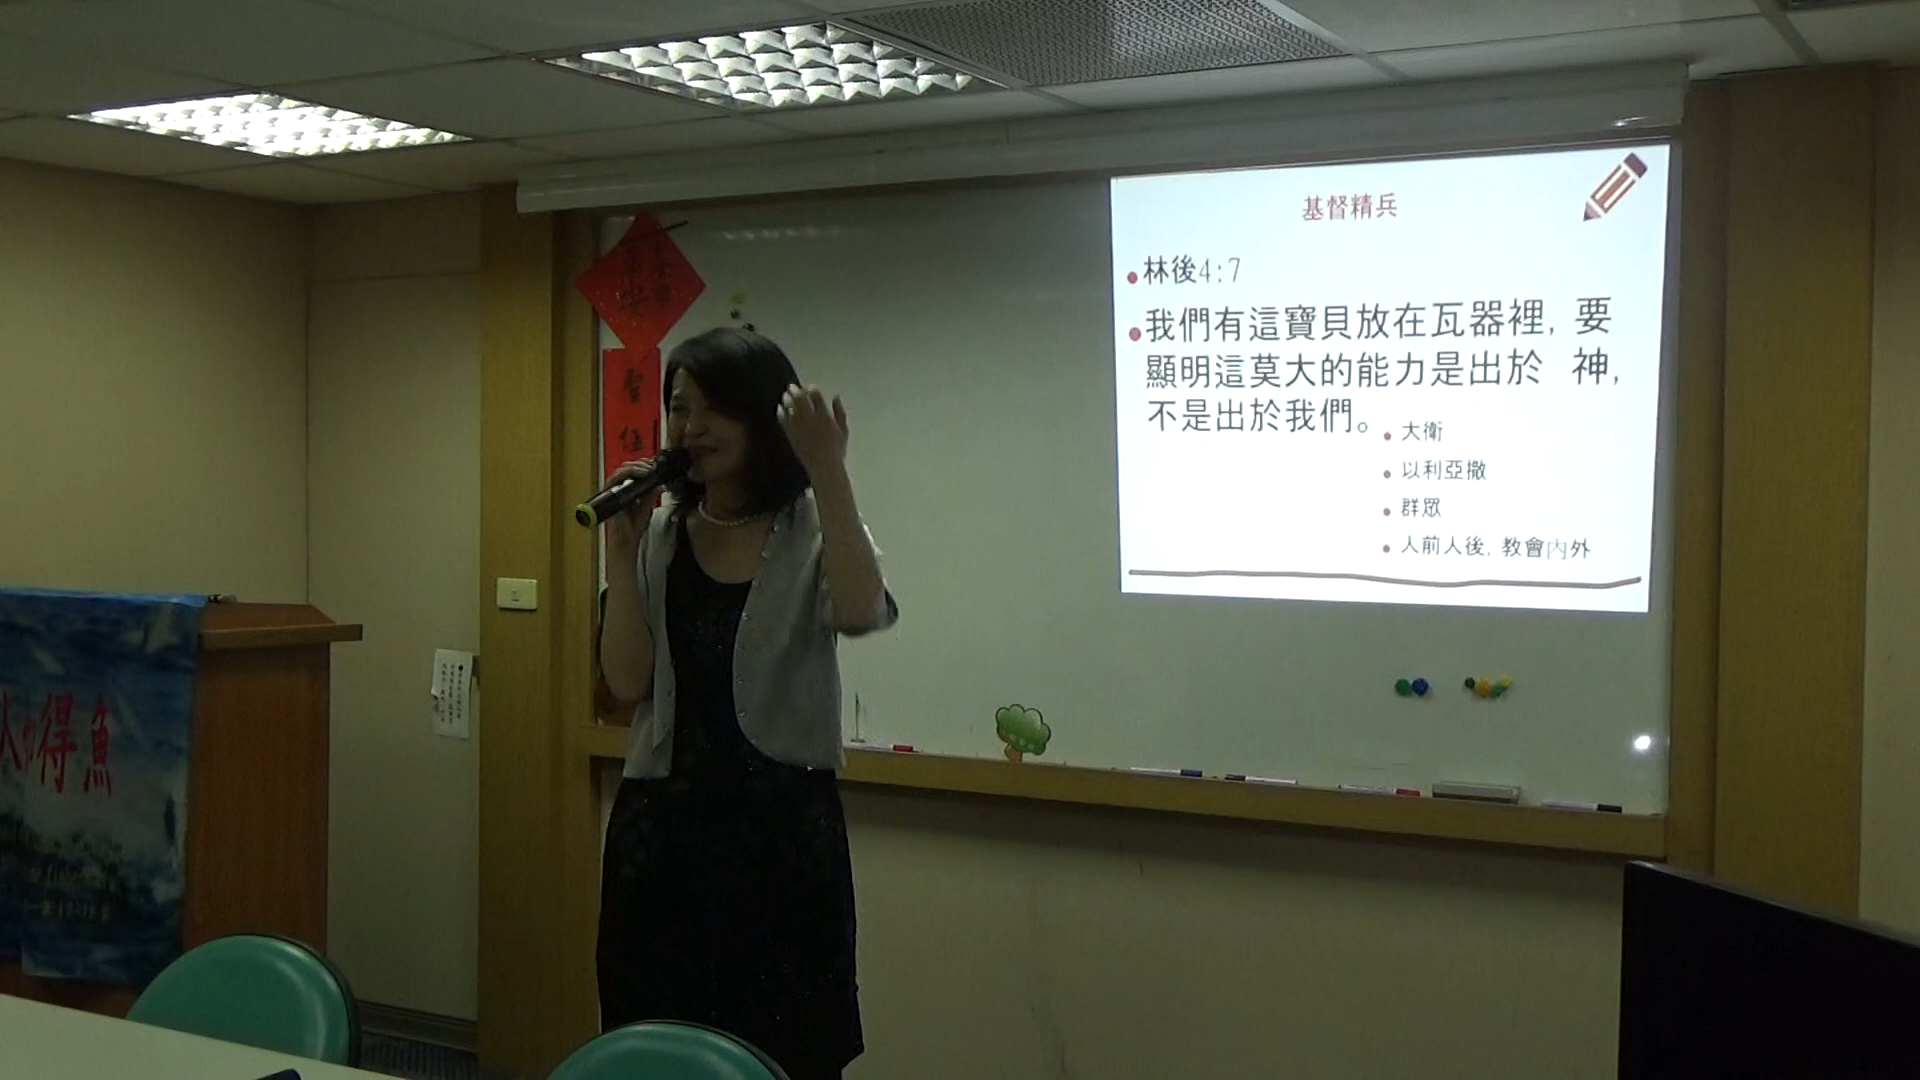 基督精兵
林後4:7
我們有這寶貝放在瓦器裡, 要
顯明這莫大的能力是出於 神,
不是出於我們。
大衛
以利亞撒
群眾
人前人後, 教會內外
聖
經
人如得魚